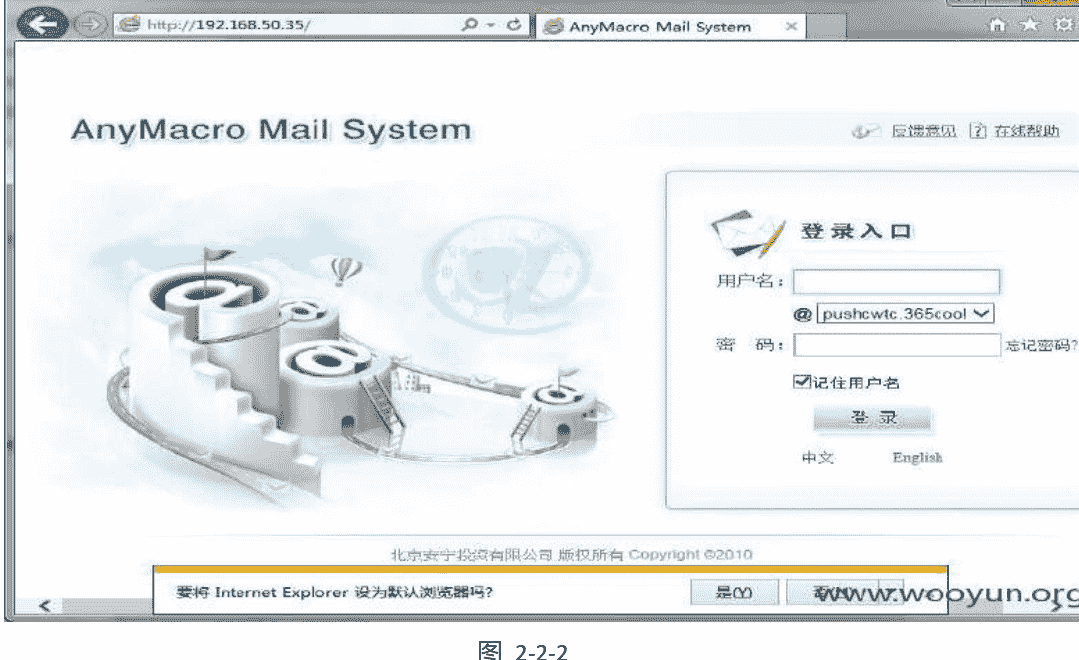 http://192.168.50.35/
AnyMacro Mail System
AnyMacro Mail System
反馈意见 在线帮助
登录入口
用户名：
@ pushcwtc.365cool
密 码： 忘记密码?
记住用户名
登 录
中文 English
北京安宁投资有限公司 版权所有 Copyright ©2010
要将 Internet Explorer 设为默认浏览器吗?
是(Y) 否(N)
www.wooyun.org
图 2-2-2